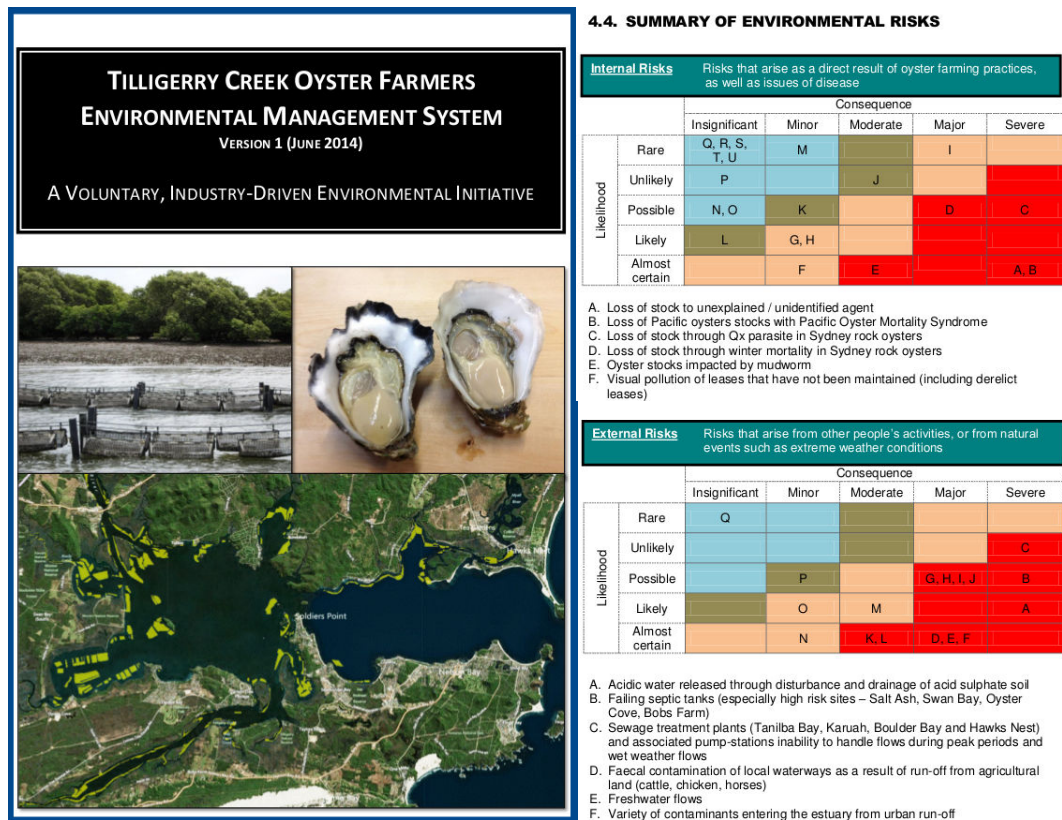 TILLIGERRY CREEK OYSTER FARMERS
ENVIRONMENTAL MANAGEMENT SYSTEM
VERSION 1 (JUNE 2014)
A VOLUNTARY, INDUSTRY-DRIVEN ENVIRONMENTAL INITIATIVE
Soldiers Point
4.4. SUMMARY OF ENVIRONMENTAL RISKS
Internal Risks Risks that arise as a direct result of oyster farming practices,
as well as issues of disease
Consequence
Insignificant Minor Moderate Major Severe
Likelihood
Rare Q, R, S, T, U M I
Unlikely P J
Possible N, O K D C
Likely L G, H
Almost certain F E A, B
A. Loss of stock to unexplained / unidentified agent
B. Loss of Pacific oysters stocks with Pacific Oyster Mortality Syndrome
C. Loss of stock through Qx parasite in Sydney rock oysters
D. Loss of stock through winter mortality in Sydney rock oysters
E. Oyster stocks impacted by mudworm
F. Visual pollution of leases that have not been maintained (including derelict
leases)
External Risks Risks that arise from other people's activities, or from natural
events such as extreme weather conditions
Consequence
Insignificant Minor Moderate Major Severe
Likelihood
Rare Q
Unlikely C
Possible P G, H, I, J B
Likely O M A
Almost certain N K, L D, E, F
A. Acidic water released through disturbance and drainage of acid sulphate soil
B. Failing septic tanks (especially high risk sites – Salt Ash, Swan Bay, Oyster
Cove, Bobs Farm)
C. Sewage treatment plants (Tanilba Bay, Karuah, Boulder Bay and Hawks Nest)
and associated pump-stations inability to handle flows during peak periods and
wet weather flows
D. Faecal contamination of local waterways as a result of run-off from agricultural
land (cattle, chicken, horses)
E. Freshwater flows
F. Variety of contaminants entering the estuary from urban run-off